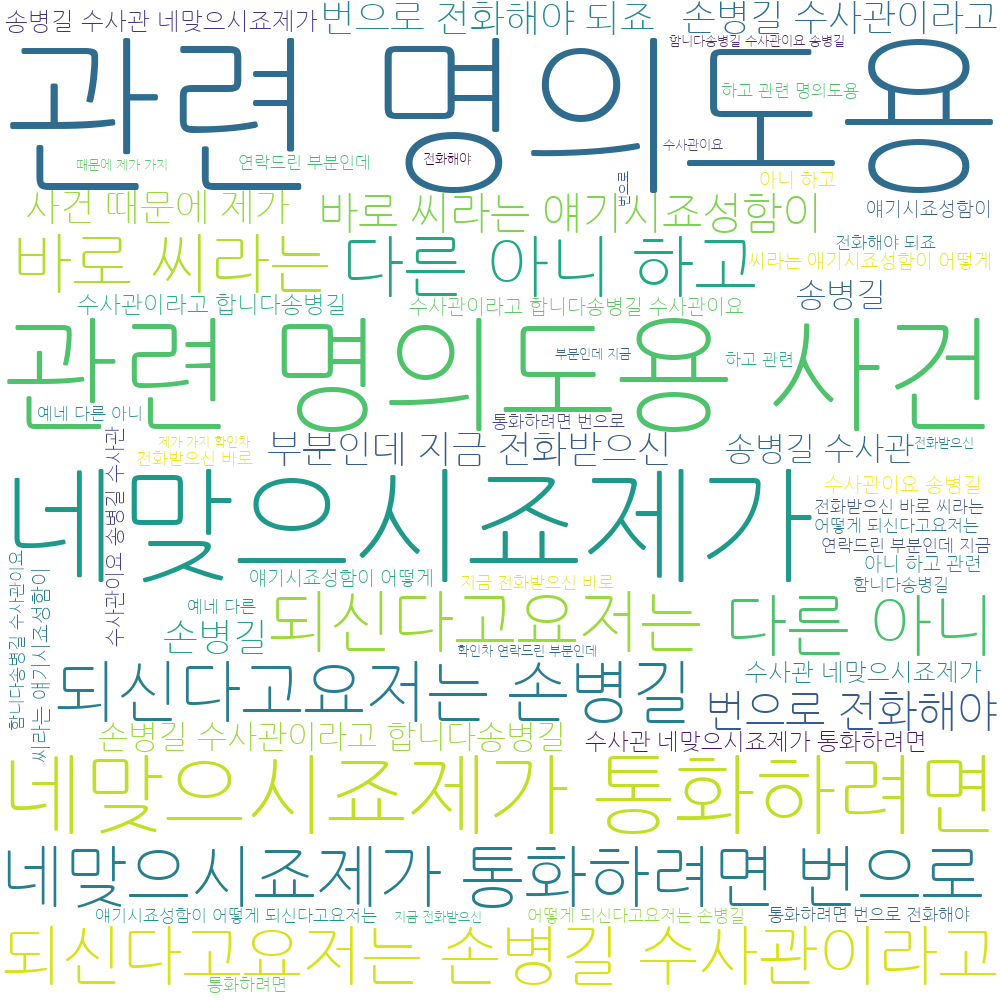 송병길 수사관 네맞으시죠제가
번으로 전화해야 되죠
손병길 수사관이라고
합니다송병길 수사관이요 송병길
관련 명의도용
하고 관련 명의도용
수사관이요
때문에 제가 가지
연락드린 부분인데
전화해야
번으로
아니 하고
사건 때문에 제가
바로 씨라는 얘기시죠성함이
얘기시죠성함이
바로 씨라는
다른 아니 하고
전화해야 되죠
씨라는 얘기시죠성함이 어떻게
수사관이라고 합니다송병길
수사관이라고 합니다송병길 수사관이요
송병길
관련 명의도용 사건
부분인데 지금
하고 관련
예네 다른 아니
통화하려면 번으로
제가 가지 확인차
전화받으신 바로
부분인데 지금 전화받으신
송병길 수사관
전화받으신
수사관이요 송병길 수사관
네맞으시죠제가
수사관이요 송병길
전화받으신 바로 씨라는
어떻게 되신다고요저는
연락드린 부분인데 지금
아니 하고 관련
얘기시죠성함이 어떻게
지금 전화받으신 바로
합니다송병길
합니다송병길 수사관이요
씨라는 얘기시죠성함이
예네 다른
손병길
되신다고요저는
다른 아니
확인차 연락드린 부분인데
되신다고요저는 손병길
수사관 네맞으시죠제가
번으로 전화해야
손병길 수사관이라고 합니다송병길
수사관 네맞으시죠제가 통화하려면
네맞으시죠제가 통화하려면
네맞으시죠제가 통화하려면 번으로
얘기시죠성함이 어떻게 되신다고요저는
지금 전화받으신
어떻게 되신다고요저는 손병길
통화하려면 번으로 전화해야
되신다고요저는 손병길 수사관이라고
통화하려면